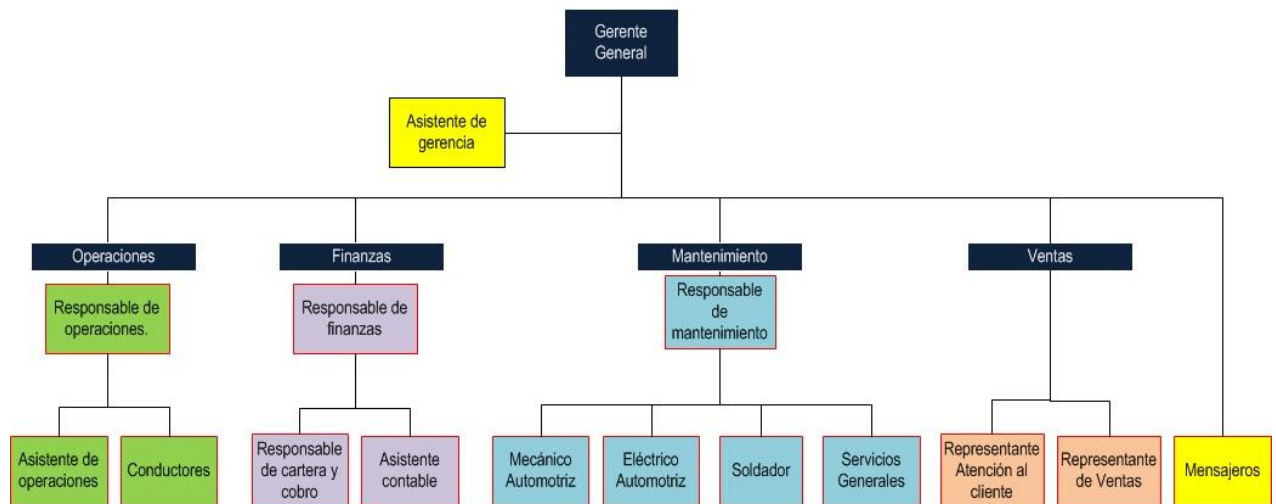 Gerente
General
Asistente de
gerencia
Operaciones
Finanzas
Mantenimiento
Ventas
Responsable de
operaciones.
Responsable de
finanzas
Responsable
de
mantenimiento
Asistente de
operaciones
Conductores
Responsable
de cartera y
cobro
Asistente
contable
Mecánico
Automotriz
Eléctrico
Automotriz
Soldador
Servicios
Generales
Representante
Atención al
cliente
Representante
de Ventas
Mensajeros